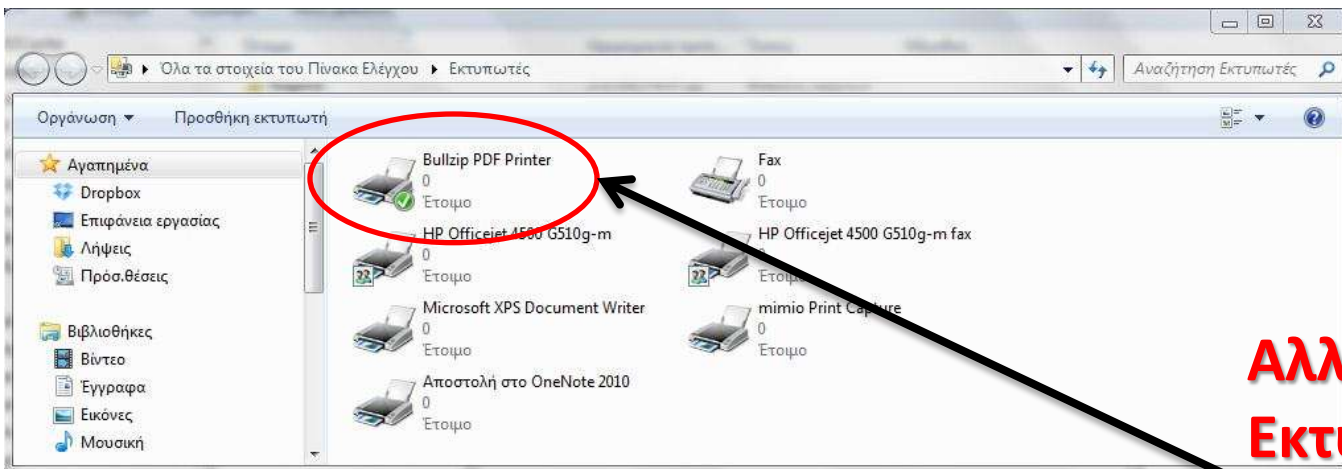 Όλα τα στοιχεία του Πίνακα Ελέγχου ▸ Εκτυπωτές
Αναζήτηση Εκτυπωτές
Οργάνωση
Προσθήκη εκτυπωτή
Αγαπημένα
Dropbox
Επιφάνεια εργασίας
Λήψεις
Πρόσ.θέσεις
Βιβλιοθήκες
Βίντεο
Έγγραφα
Εικόνες
Μουσική
Bullzip PDF Printer
0
Έτοιμο
Fax
0
Έτοιμο
HP Officejet 4500 G510g-m
0
Έτοιμο
HP Officejet 4500 G510g-m fax
0
Έτοιμο
Microsoft XPS Document Writer
0
Έτοιμο
mimio Print Capture
0
Έτοιμο
Αποστολή στο OneNote 2010
0
Έτοιμο